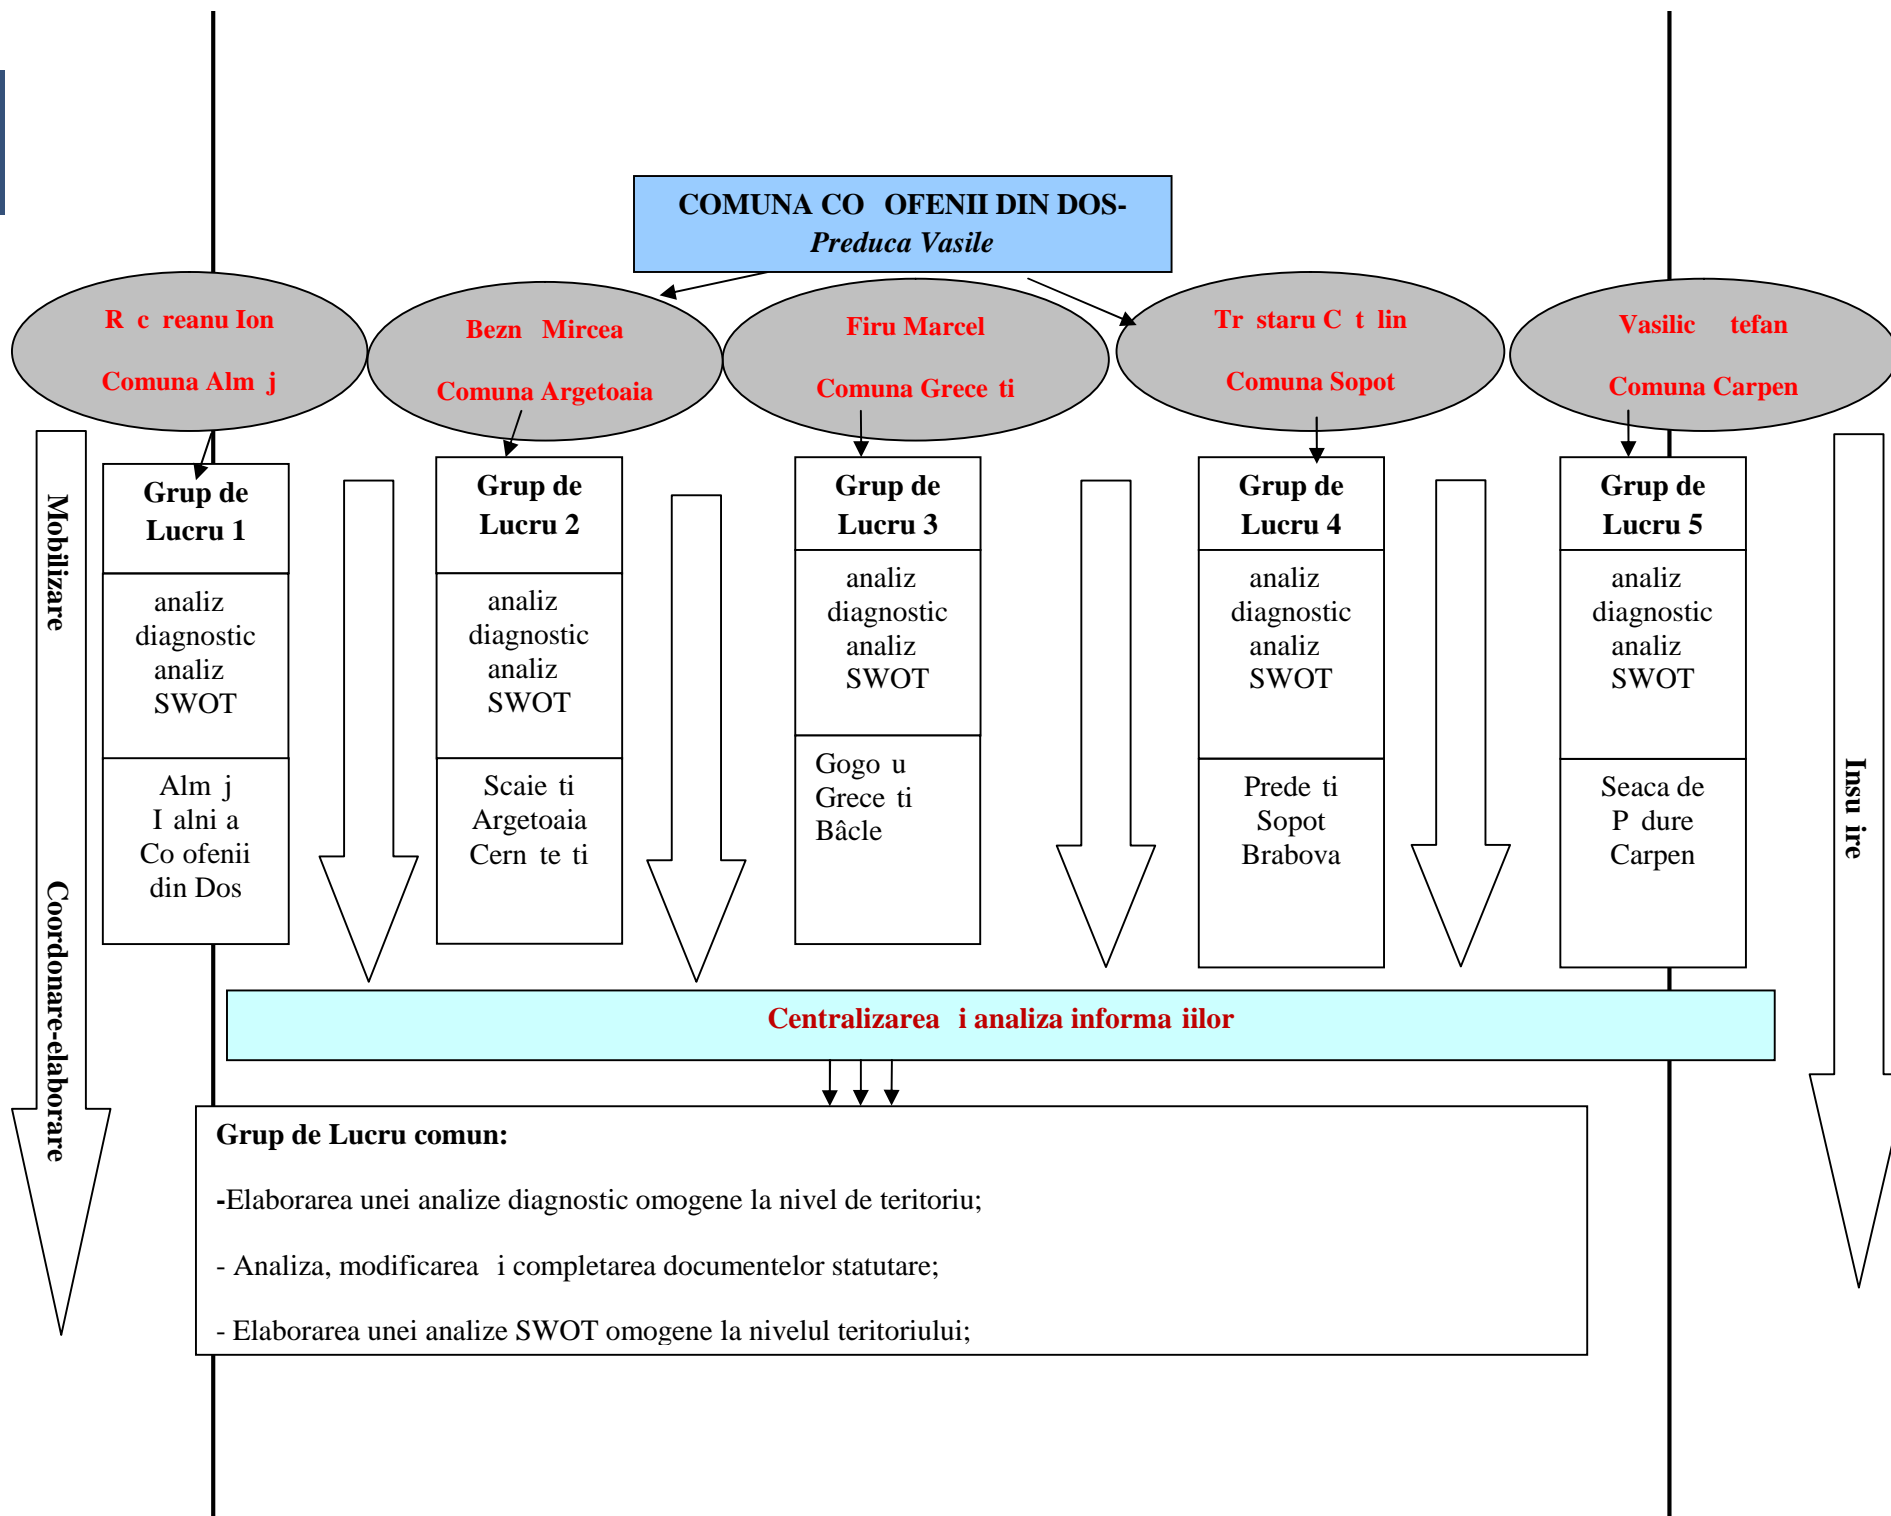 COMUNA CO OFENII DIN DOS-
Preduca Vasile
R c reanu Ion
Comuna Alm j
Bezn Mircea
Comuna Argetoaia
Firu Marcel
Comuna Grece ti
Tr staru C t lin
Comuna Sopot
Vasilic tefan
Comuna Carpen
Mobilizare
Coordonare-elaborare
Grup de
Lucru 1
analiz
diagnostic
analiz
SWOT
Alm j
I alni a
Co ofenii
din Dos
Grup de
Lucru 2
analiz
diagnostic
analiz
SWOT
Scaie ti
Argetoaia
Cern te ti
Grup de
Lucru 3
analiz
diagnostic
analiz
SWOT
Gogo u
Grece ti
Bâcle
Grup de
Lucru 4
analiz
diagnostic
analiz
SWOT
Prede ti
Sopot
Brabova
Grup de
Lucru 5
analiz
diagnostic
analiz
SWOT
Seaca de
P dure
Carpen
Insu ire
Centralizarea i analiza informa iilor
Grup de Lucru comun:
-Elaborarea unei analize diagnostic omogene la nivel de teritoriu;
- Analiza, modificarea i completarea documentelor statutare;
- Elaborarea unei analize SWOT omogene la nivelul teritoriului;